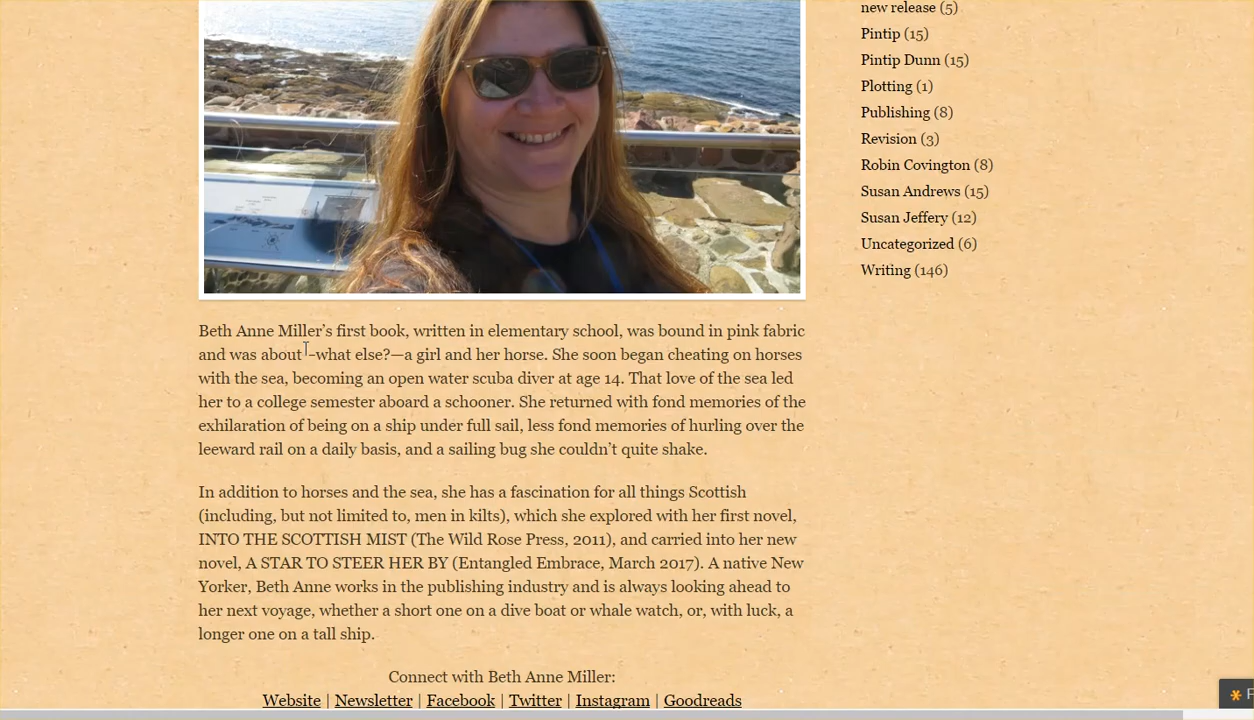 new release (5)
Pintip (15)
Pintip Dunn (15)
Plotting (1)
Publishing (8)
Revision (3)
Robin Covington (8)
Susan Andrews (15)
Susan Jeffery (12)
Uncategorized (6)
Writing (146)
Beth Anne Miller’s first book, written in elementary school, was bound in pink fabric
and was about –what else?—a girl and her horse. She soon began cheating on horses
with the sea, becoming an open water scuba diver at age 14. That love of the sea led
her to a college semester aboard a schooner. She returned with fond memories of the
exhilaration of being on a ship under full sail, less fond memories of hurling over the
leeward rail on a daily basis, and a sailing bug she couldn’t quite shake.
In addition to horses and the sea, she has a fascination for all things Scottish
(including, but not limited to, men in kilts), which she explored with her first novel,
INTO THE SCOTTISH MIST (The Wild Rose Press, 2011), and carried into her new
novel, A STAR TO STEER HER BY (Entangled Embrace, March 2017). A native New
Yorker, Beth Anne works in the publishing industry and is always looking ahead to
her next voyage, whether a short one on a dive boat or whale watch, or, with luck, a
longer one on a tall ship.
Connect with Beth Anne Miller:
Website | Newsletter | Facebook | Twitter | Instagram | Goodreads